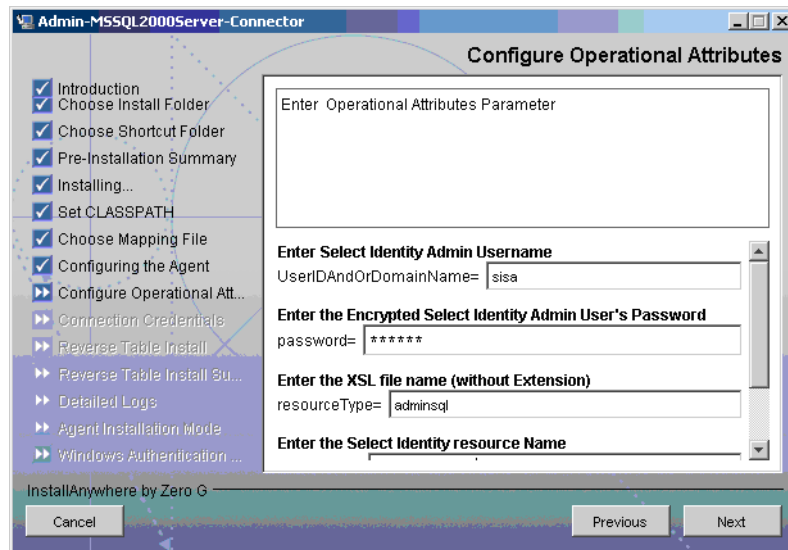 Admin-MSSQL2000Server-Connector
Configure Operational Attributes
Introduction
Choose Install Folder
Choose Shortcut Folder
Pre-Installation Summary
Installing...
Set CLASSPATH
Choose Mapping File
Configuring the Agent
Configure Operational Att...
Connection Credentials
Reverse Table Install
Reverse Table Install Su...
Detailed Logs
Agent Installation Mode
Windows Authentication ...
Enter Operational Attributes Parameter
Enter Select Identity Admin Username
UserIDAndOrDomainName= sisa
Enter the Encrypted Select Identity Admin User's Password
password= ******
Enter the XSL file name (without Extension)
resourceType= adminsql
Enter the Select Identity resource Name
InstallAnywhere by Zero G
Cancel
Previous
Next